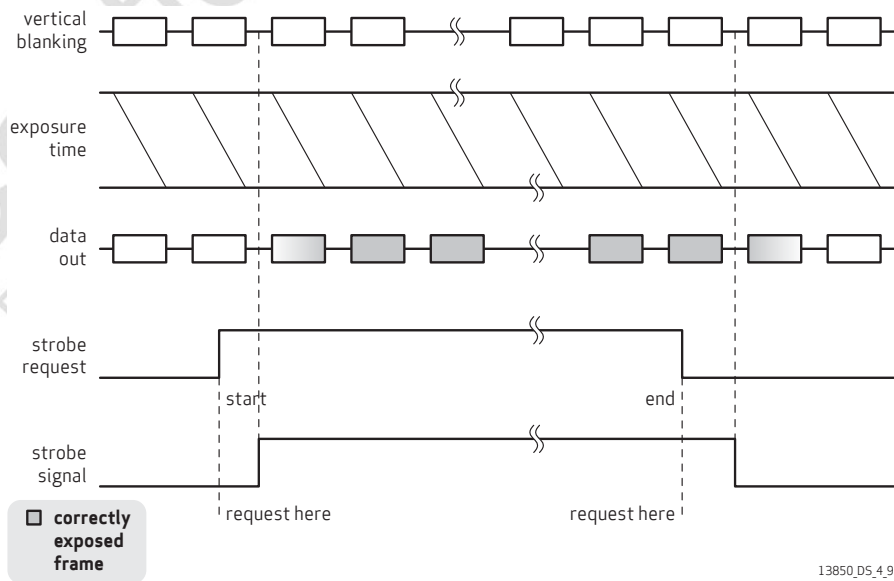 vertical
blanking
exposure
time
data
out
strobe
request
start
end
strobe
signal
request here
request here
correctly
exposed
frame
13850_DS_4_9